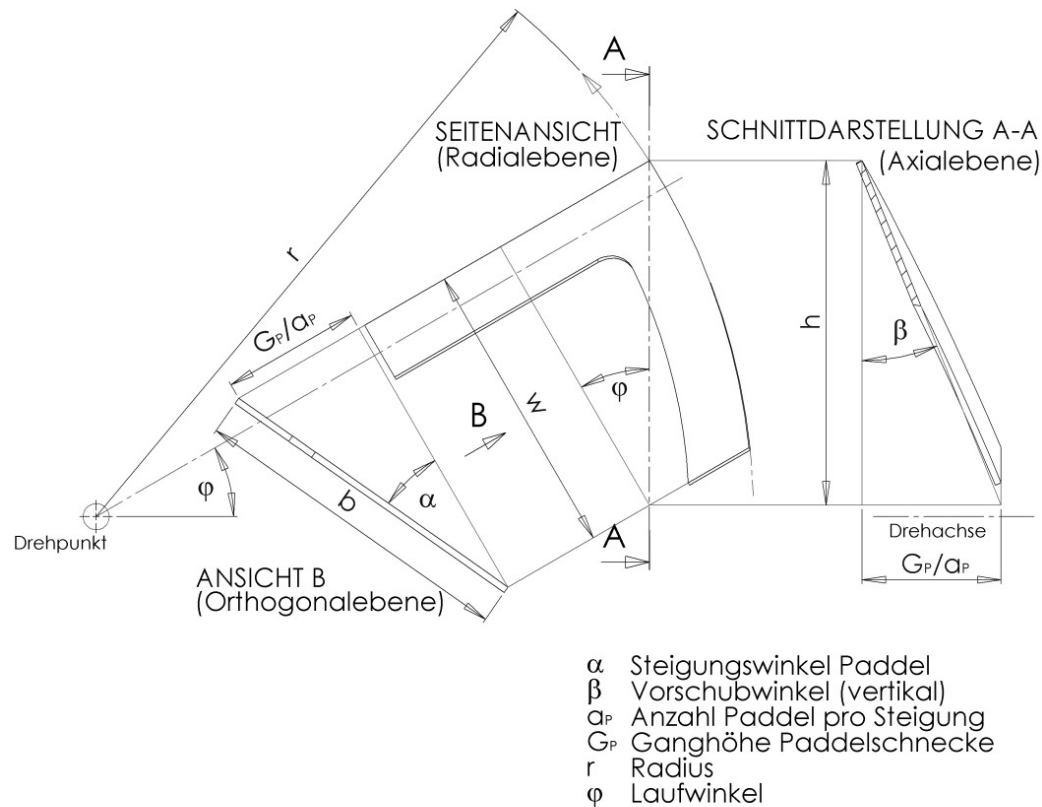 A
SEITENANSICHT
(Radialebene)
SCHNITTDARSTELLUNG A-A
(Axialebene)
r
Gₚ/aₚ
h
β
φ
w
B
α
φ
b
Drehpunkt
A
Drehachse
Gₚ/aₚ
ANSICHT B
(Orthogonalebene)
α Steigungswinkel Paddel
β Vorschubwinkel (vertikal)
aₚ Anzahl Paddel pro Steigung
Gₚ Ganghöhe Paddelschnecke
r Radius
φ Laufwinkel